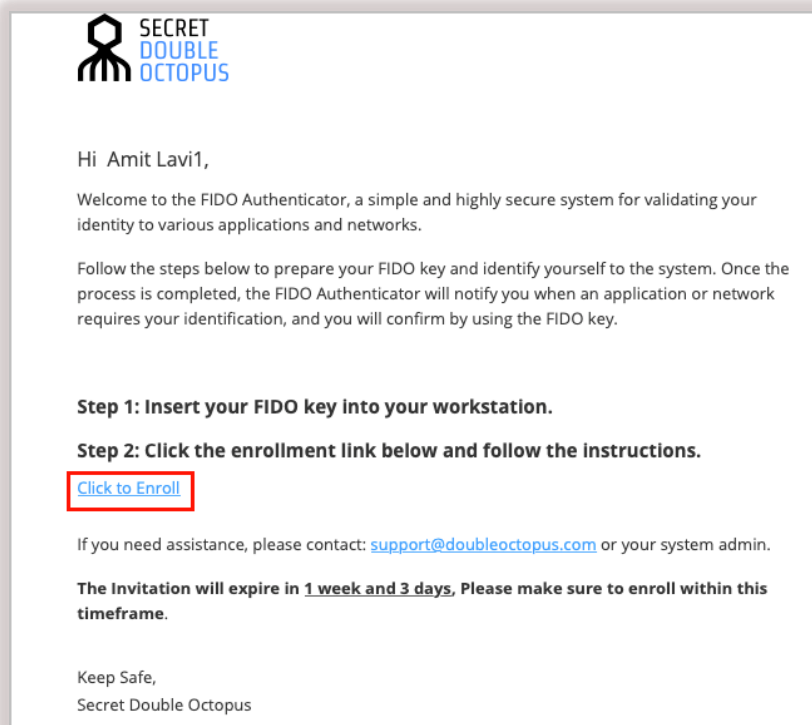 SECRET
DOUBLE
OCTOPUS
Hi Amit Lavi1,
Welcome to the FIDO Authenticator, a simple and highly secure system for validating your
identity to various applications and networks.
Follow the steps below to prepare your FIDO key and identify yourself to the system. Once the
process is completed, the FIDO Authenticator will notify you when an application or network
requires your identification, and you will confirm by using the FIDO key.
Step 1: Insert your FIDO key into your workstation.
Step 2: Click the enrollment link below and follow the instructions.
Click to Enroll
If you need assistance, please contact: support@doubleoctopus.com or your system admin.
The Invitation will expire in 1 week and 3 days, Please make sure to enroll within this
timeframe.
Keep Safe,
Secret Double Octopus